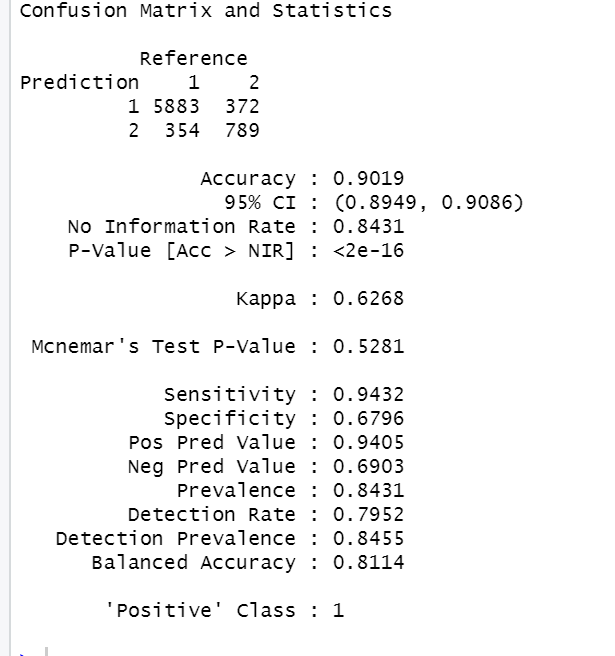 Confusion Matrix and Statistics
Reference
Prediction 1 2
1 5883 372
2 354 789
Accuracy : 0.9019
95% CI : (0.8949, 0.9086)
No Information Rate : 0.8431
P-Value [Acc > NIR] : <2e-16
Kappa : 0.6268
Mcnemar's Test P-Value : 0.5281
Sensitivity : 0.9432
Specificity : 0.6796
Pos Pred Value : 0.9405
Neg Pred Value : 0.6903
Prevalence : 0.8431
Detection Rate : 0.7952
Detection Prevalence : 0.8455
Balanced Accuracy : 0.8114
'Positive' Class : 1